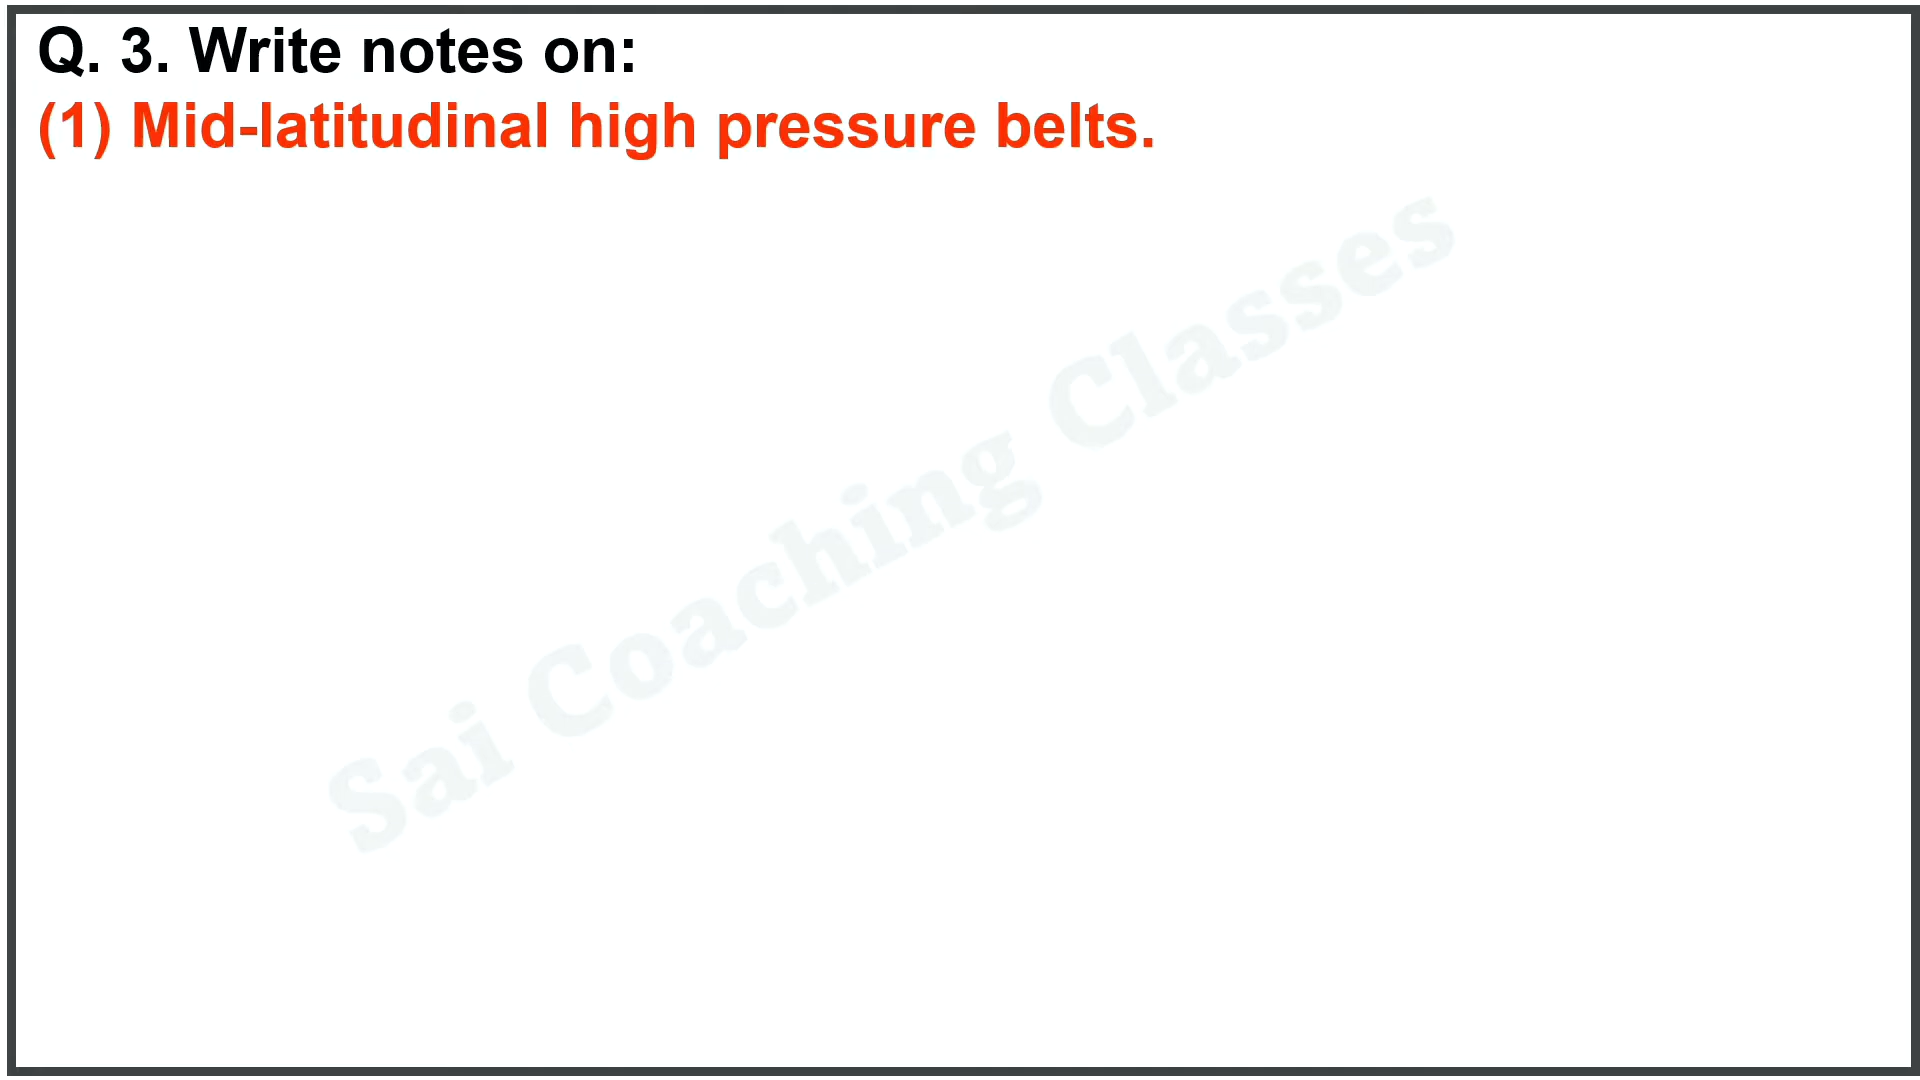 Q. 3. Write notes on:
(1) Mid-latitudinal high pressure belts.
Sai Coaching Classes